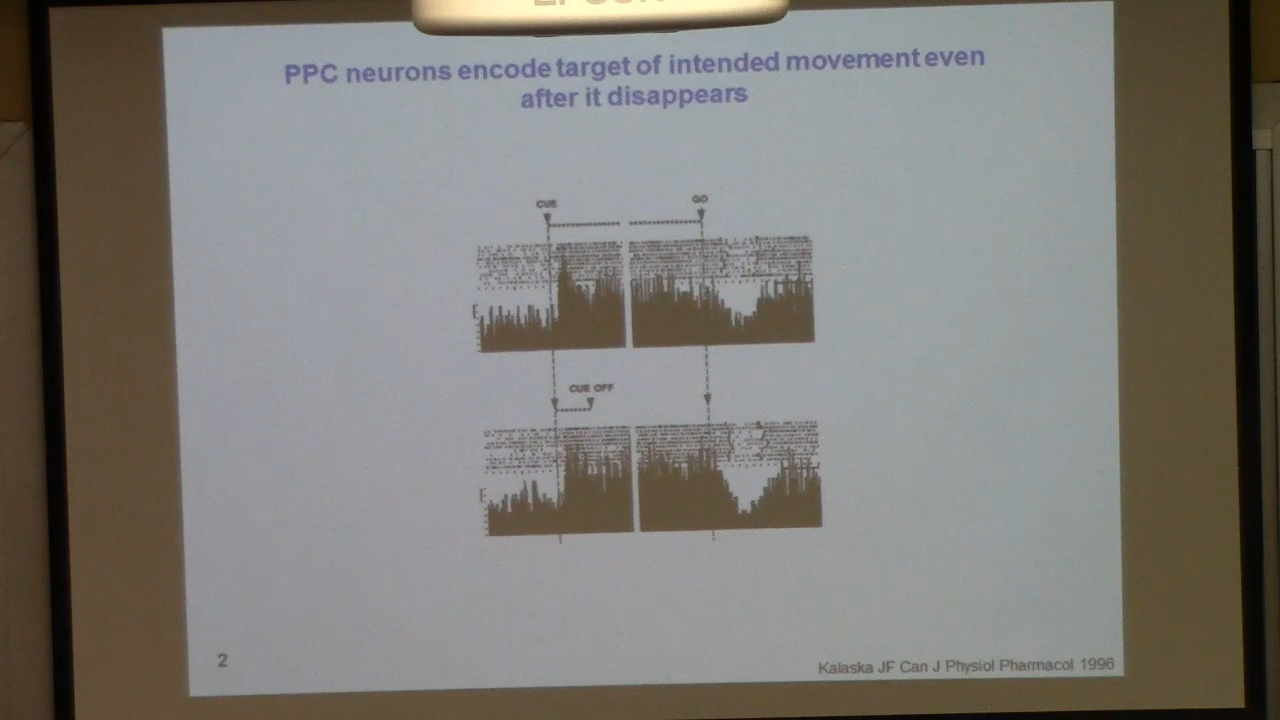 PPC neurons encode target of intended movement even
after it disappears
CUE
GO
CUE OFF
2
Kalaska JF Can J Physiol Pharmacol 1996